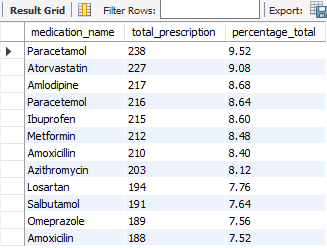 Result Grid Filter Rows: Export:
medication_name total_prescription percentage_total
Paracetamol 238 9.52
Atorvastatin 227 9.08
Amlodipine 217 8.68
Paracetemol 216 8.64
Ibuprofen 215 8.60
Metformin 212 8.48
Amoxicillin 210 8.40
Azithromycin 203 8.12
Losartan 194 7.76
Salbutamol 191 7.64
Omeprazole 189 7.56
Amoxicilin 188 7.52